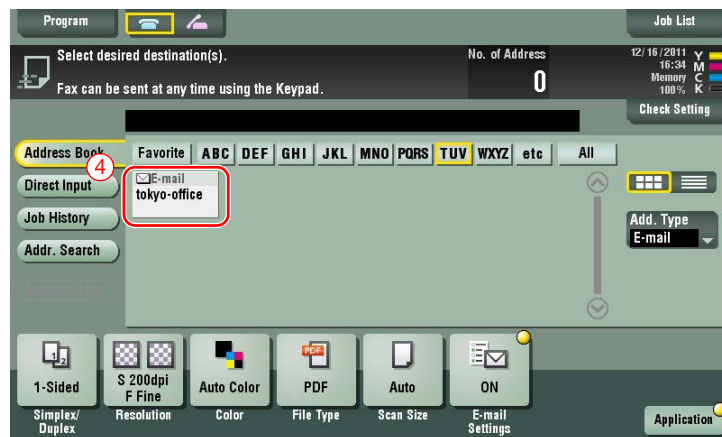 Program
Job List
Select desired destination(s).
No. of Address
12/16/2011
16:34
Memory
100%
Y
M
C
K
Fax can be sent at any time using the Keypad.
0
Check Setting
Address Book
Favorite ABC DEF GHI JKL MNO PQRS TUV WXYZ etc All
4
E-mail
tokyo-office
Direct Input
Job History
Add. Type
E-mail
Addr. Search
1 2
PDF
1-Sided
S 200dpi
F Fine
Auto Color
PDF
Auto
ON
Simplex/
Duplex
Resolution
Color
File Type
Scan Size
E-mail
Settings
Application